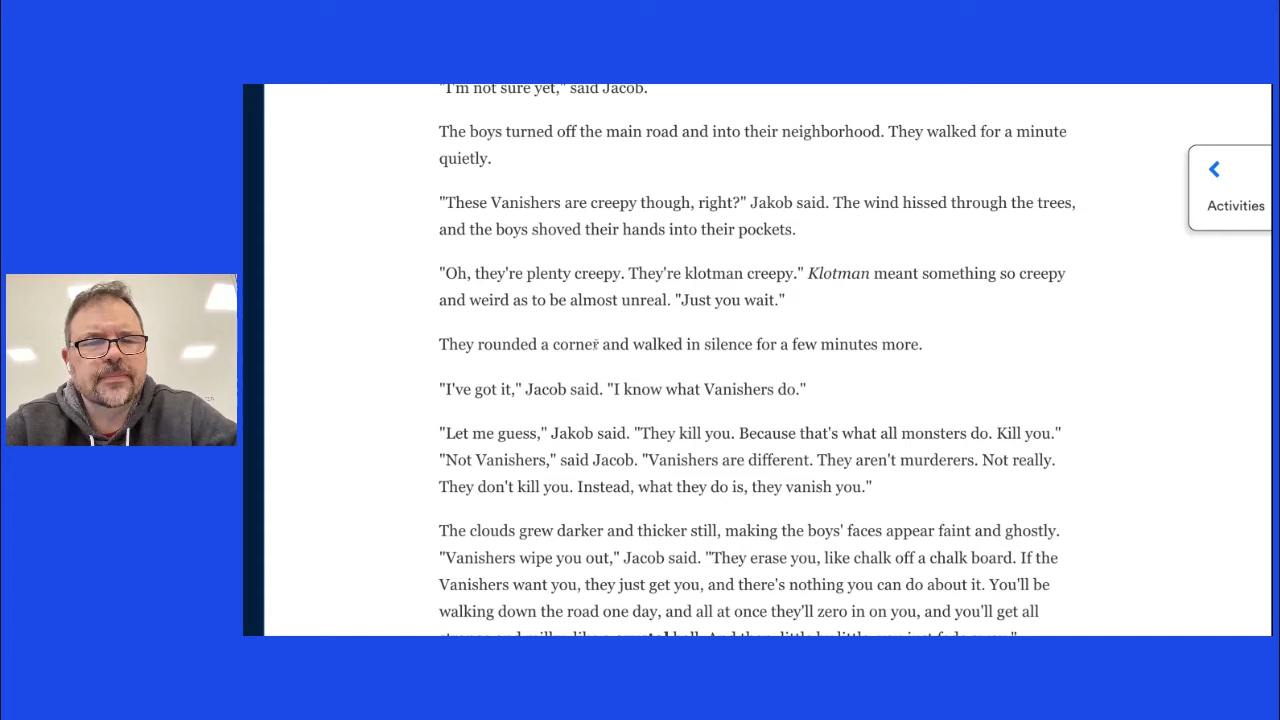 "I'm not sure yet," said Jacob.
The boys turned off the main road and into their neighborhood. They walked for a minute
quietly.
"These Vanishers are creepy though, right?" Jakob said. The wind hissed through the trees,
and the boys shoved their hands into their pockets.
"Oh, they're plenty creepy. They're klotman creepy." Klotman meant something so creepy
and weird as to be almost unreal. "Just you wait."
They rounded a corner and walked in silence for a few minutes more.
"I've got it," Jacob said. "I know what Vanishers do."
"Let me guess," Jakob said. "They kill you. Because that's what all monsters do. Kill you."
"Not Vanishers," said Jacob. "Vanishers are different. They aren't murderers. Not really.
They don't kill you. Instead, what they do is, they vanish you."
The clouds grew darker and thicker still, making the boys' faces appear faint and ghostly.
"Vanishers wipe you out," Jacob said. "They erase you, like chalk off a chalk board. If the
Vanishers want you, they just get you, and there's nothing you can do about it. You'll be
walking down the road one day, and all at once they'll zero in on you, and you'll get all
Activities